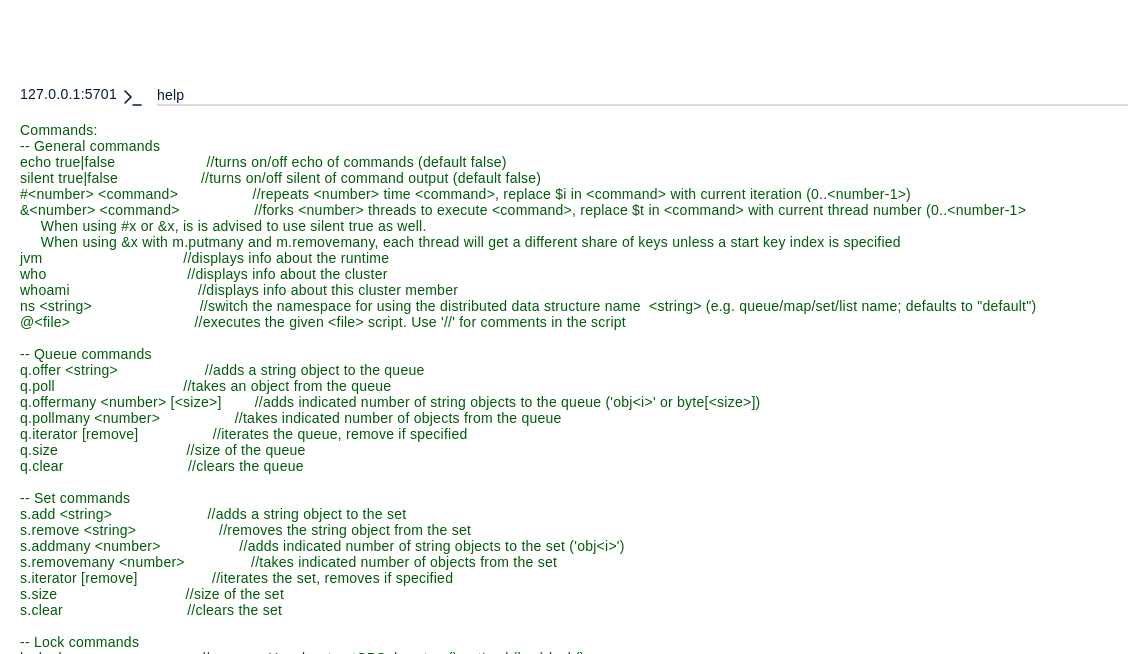 127.0.0.1:5701 help
Commands:
-- General commands
echo true|false //turns on/off echo of commands (default false)
silent true|false //turns on/off silent of command output (default false)
#<number> <command> //repeats <number> time <command>, replace $i in <command> with current iteration (0..<number-1>)
&<number> <command> //forks <number> threads to execute <command>, replace $t in <command> with current thread number (0..<number-1>
When using #x or &x, is is advised to use silent true as well.
When using &x with m.putmany and m.removemany, each thread will get a different share of keys unless a start key index is specified
jvm //displays info about the runtime
who //displays info about the cluster
whoami //displays info about this cluster member
ns <string> //switch the namespace for using the distributed data structure name <string> (e.g. queue/map/set/list name; defaults to "default")
@<file> //executes the given <file> script. Use '//' for comments in the script
-- Queue commands
q.offer <string> //adds a string object to the queue
q.poll //takes an object from the queue
q.offermany <number> [<size>] //adds indicated number of string objects to the queue ('obj<i>' or byte[<size>])
q.pollmany <number> //takes indicated number of objects from the queue
q.iterator [remove] //iterates the queue, remove if specified
q.size //size of the queue
q.clear //clears the queue
-- Set commands
s.add <string> //adds a string object to the set
s.remove <string> //removes the string object from the set
s.addmany <number> //adds indicated number of string objects to the set ('obj<i>')
s.removemany <number> //takes indicated number of objects from the set
s.iterator [remove] //iterates the set, removes if specified
s.size //size of the set
s.clear //clears the set
-- Lock commands